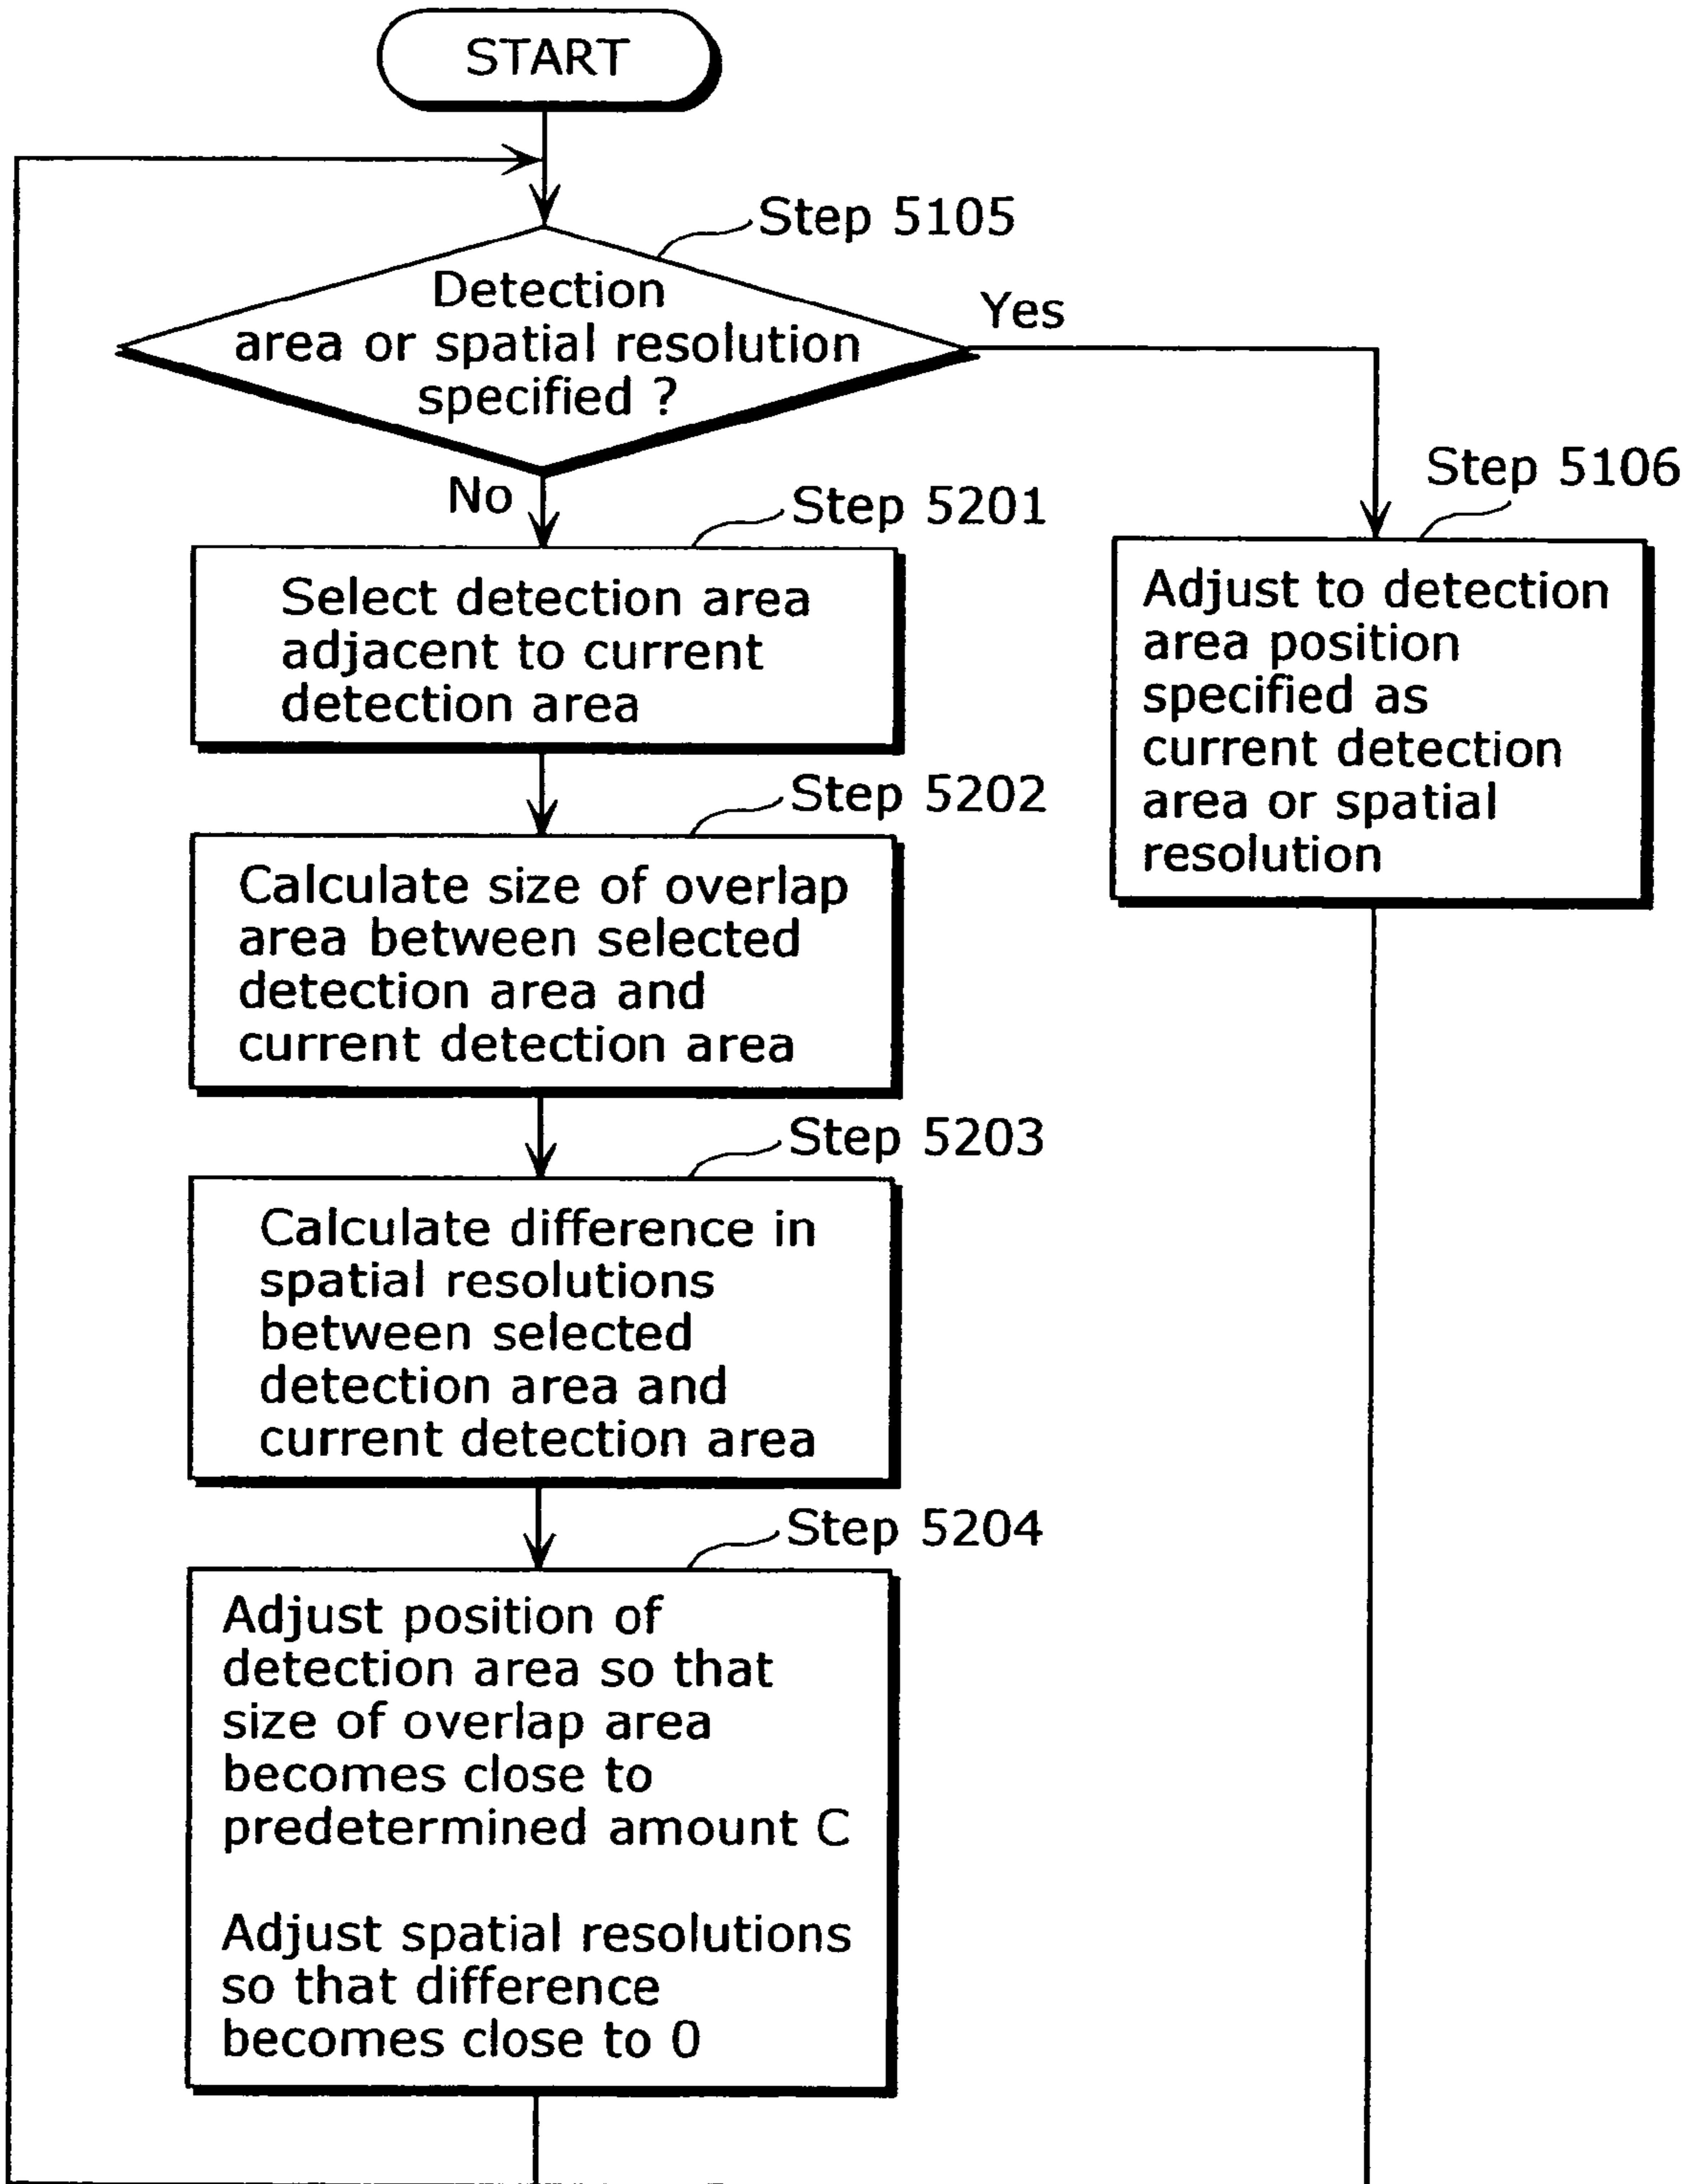 START
Step 5105
Detection
area or spatial resolution
specified ?
Yes
No
Step 5106
Adjust to detection
area position
specified as
current detection
area or spatial
resolution
Step 5201
Select detection area
adjacent to current
detection area
Step 5202
Calculate size of overlap
area between selected
detection area and
current detection area
Step 5203
Calculate difference in
spatial resolutions
between selected
detection area and
current detection area
Step 5204
Adjust position of
detection area so that
size of overlap area
becomes close to
predetermined amount C
Adjust spatial resolutions
so that difference
becomes close to 0